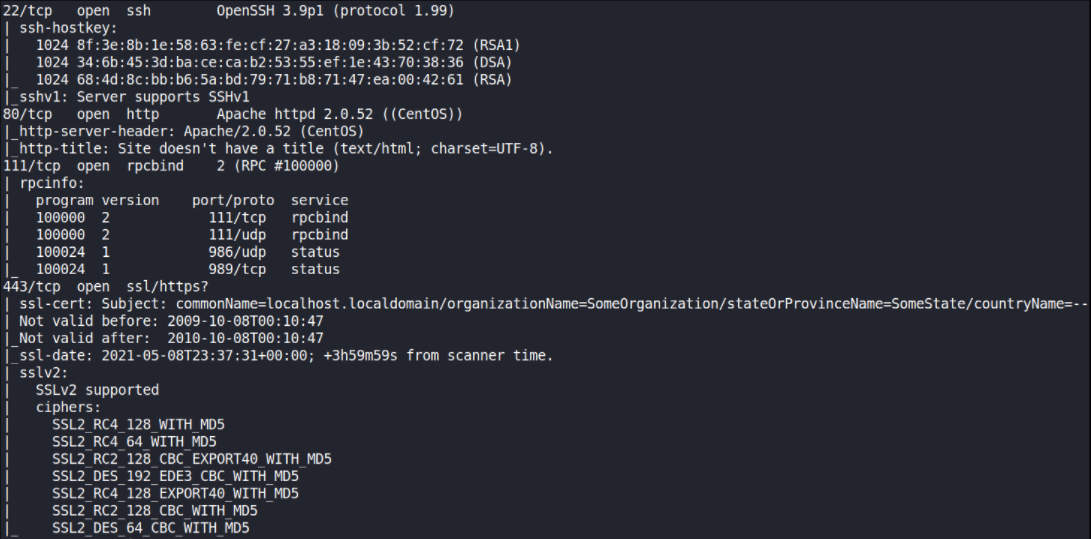 22/tcp   open  ssh        OpenSSH 3.9p1 (protocol 1.99)
| ssh-hostkey:
|   1024 8f:3e:8b:1e:58:63:fe:cf:27:a3:18:09:3b:52:cf:72 (RSA1)
|   1024 34:6b:45:3d:ba:ce:ca:b2:53:55:ef:1e:43:70:38:36 (DSA)
|_  1024 68:4d:8c:bb:b6:5a:bd:79:71:b8:71:47:ea:00:42:61 (RSA)
|_sshv1: Server supports SSHv1
80/tcp   open  http       Apache httpd 2.0.52 ((CentOS))
|_http-server-header: Apache/2.0.52 (CentOS)
|_http-title: Site doesn't have a title (text/html; charset=UTF-8).
111/tcp  open  rpcbind    2 (RPC #100000)
| rpcinfo:
|   program version    port/proto  service
|   100000  2            111/tcp   rpcbind
|   100000  2            111/udp   rpcbind
|   100024  1            986/udp   status
|_  100024  1            989/tcp   status
443/tcp  open  ssl/https?
| ssl-cert: Subject: commonName=localhost.localdomain/organizationName=SomeOrganization/stateOrProvinceName=SomeState/countryName=--
| Not valid before: 2009-10-08T00:10:47
|_Not valid after:  2010-10-08T00:10:47
|_ssl-date: 2021-05-08T23:37:31+00:00; +3h59m59s from scanner time.
| sslv2:
|   SSLv2 supported
|   ciphers:
|     SSL2_RC4_128_WITH_MD5
|     SSL2_RC4_64_WITH_MD5
|     SSL2_RC2_128_CBC_EXPORT40_WITH_MD5
|     SSL2_DES_192_EDE3_CBC_WITH_MD5
|     SSL2_RC4_128_EXPORT40_WITH_MD5
|     SSL2_RC2_128_CBC_WITH_MD5
|_    SSL2_DES_64_CBC_WITH_MD5